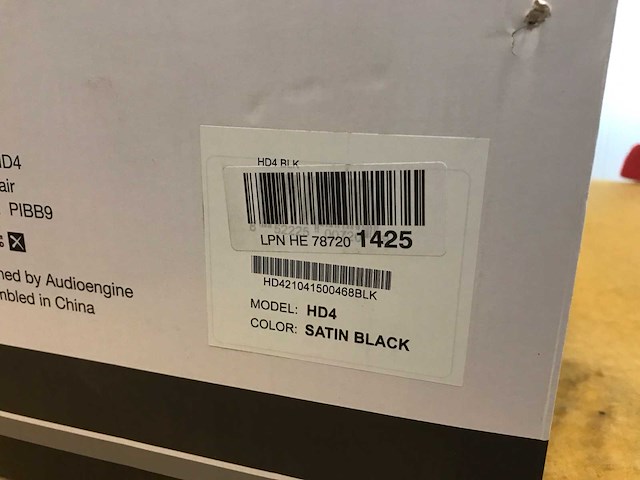 HD4
air
PIBB9
ned by Audioengine
mbled in China
HD4 BLK
LPN HE 78720 1425
HD421041500468BLK
MODEL: HD4
COLOR: SATIN BLACK